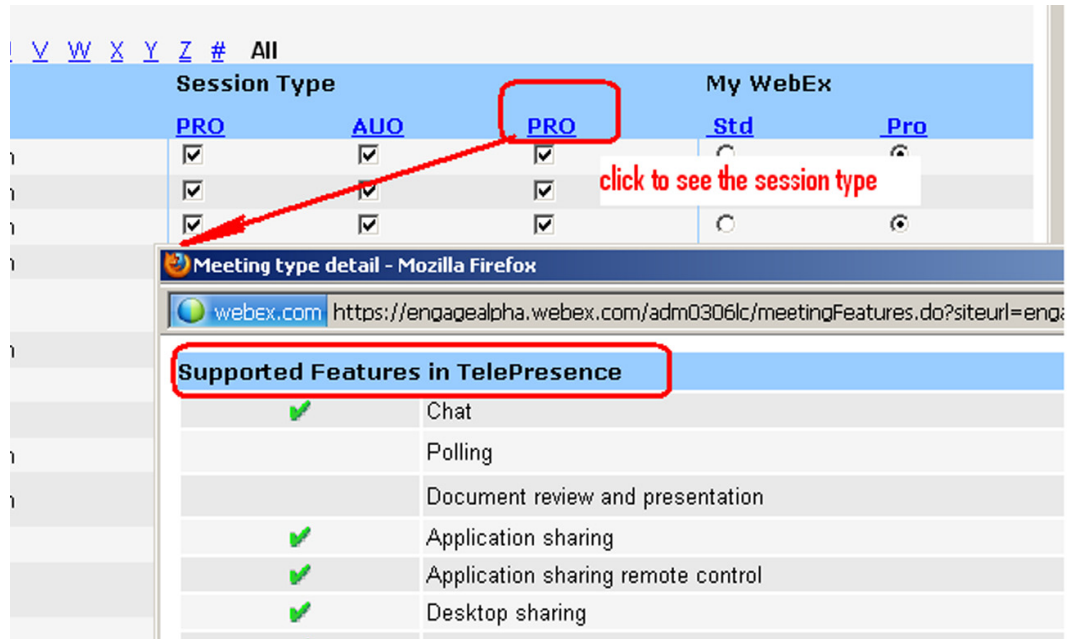 V W X Y Z # All
Session Type My WebEx
PRO AUO PRO Std Pro
click to see the session type
Meeting type detail - Mozilla Firefox
webex.com https://engagealpha.webex.com/adm0306lc/meetingFeatures.do?siteurl=enga
Supported Features in TelePresence
Chat
Polling
Document review and presentation
Application sharing
Application sharing remote control
Desktop sharing